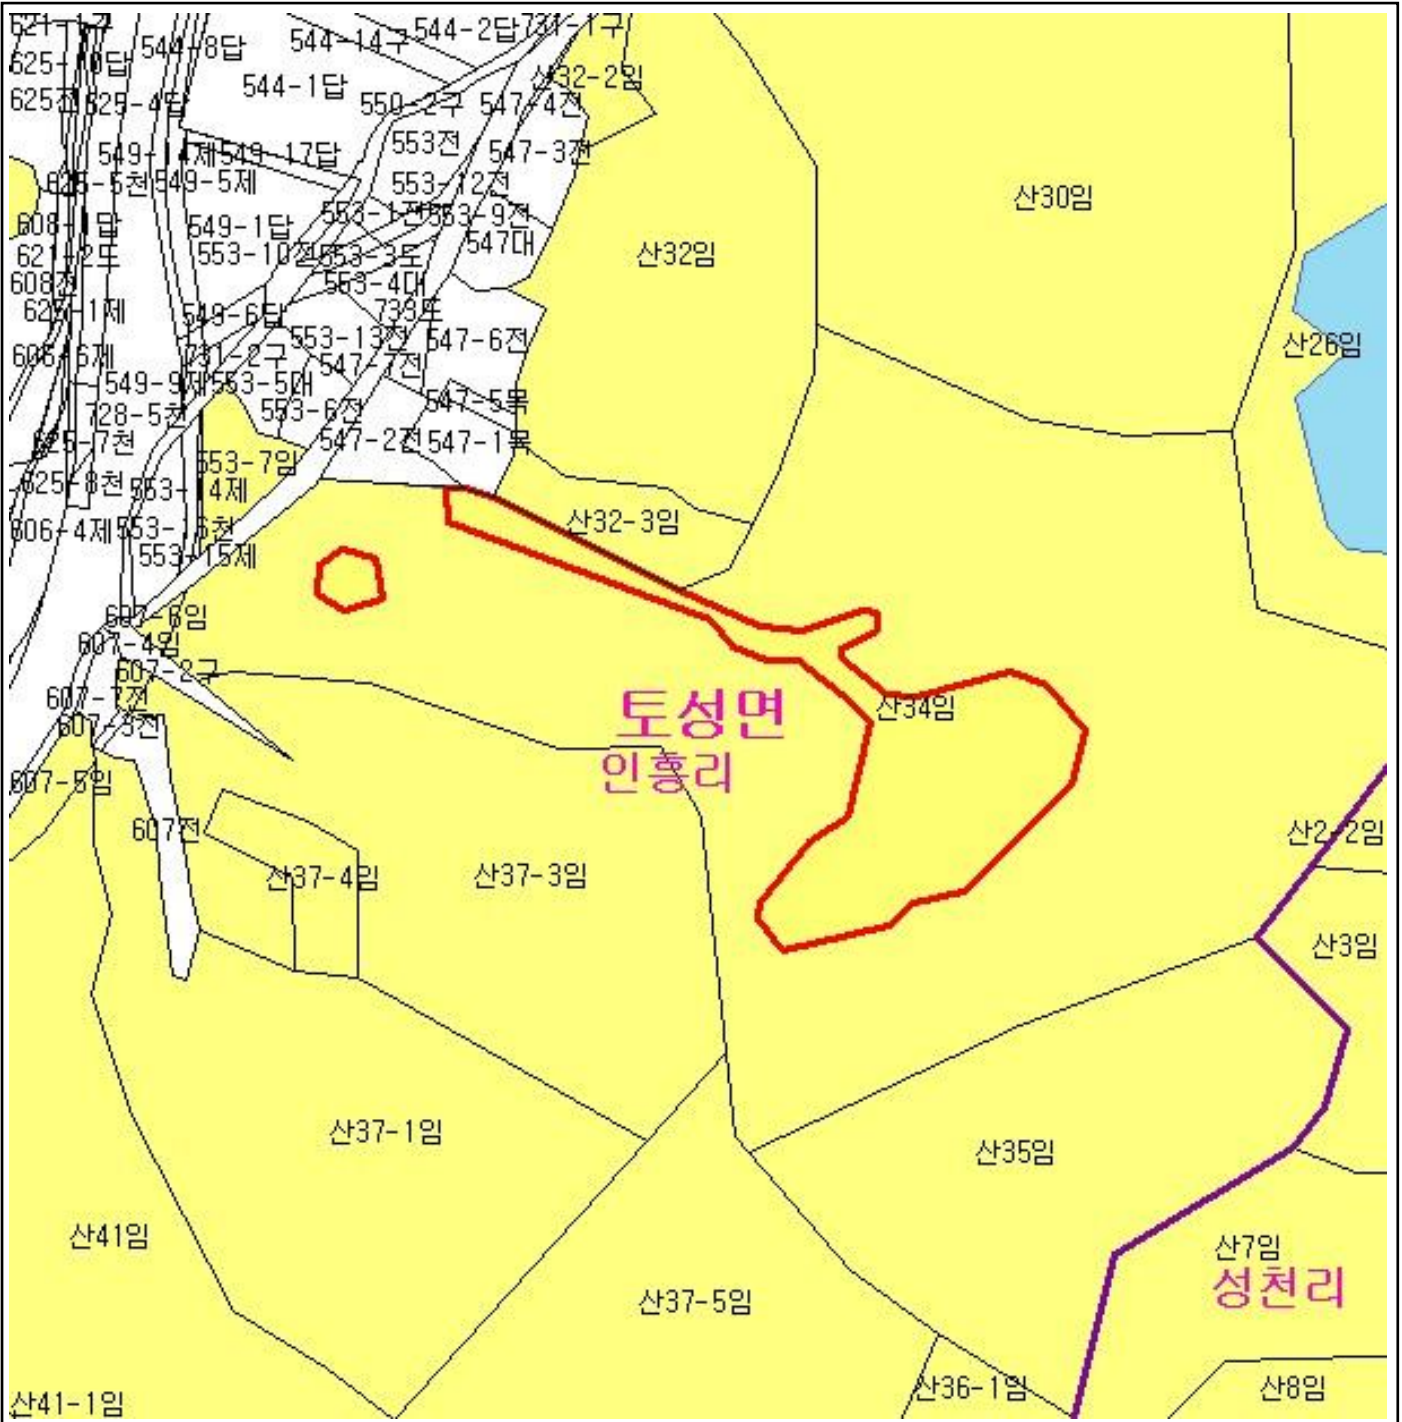 621-1구
544-8답
544-14구
544-2답
731-1구
625-10답
산32-2임
544-1답
625전
625-4답
550-2구
547-4전
553전
547-3전
549-14제
549-17답
625-5천
549-5제
553-12전
산30임
553-1전
553-9전
608-1답
549-1답
547대
621-2도
553-10전
553-3도
산32임
608전
553-4대
625-1제
549-6답
733도
553-13전
547-6전
산26임
606-6제
731-2구
547-7전
549-9제
553-5대
728-5천
553-6전
547-5목
625-7천
547-2전
547-1목
553-7임
625-8천
553-14제
606-4제
553-16천
산32-3임
553-15제
607-6임
607-4임
607-2구
607-7전
산34임
토성면
607-3전
인흥리
607-5임
607전
산2-2임
산37-4임
산37-3임
산3임
산37-1임
산35임
산41임
산7임
성천리
산37-5임
산41-1임
산36-1임
산8임